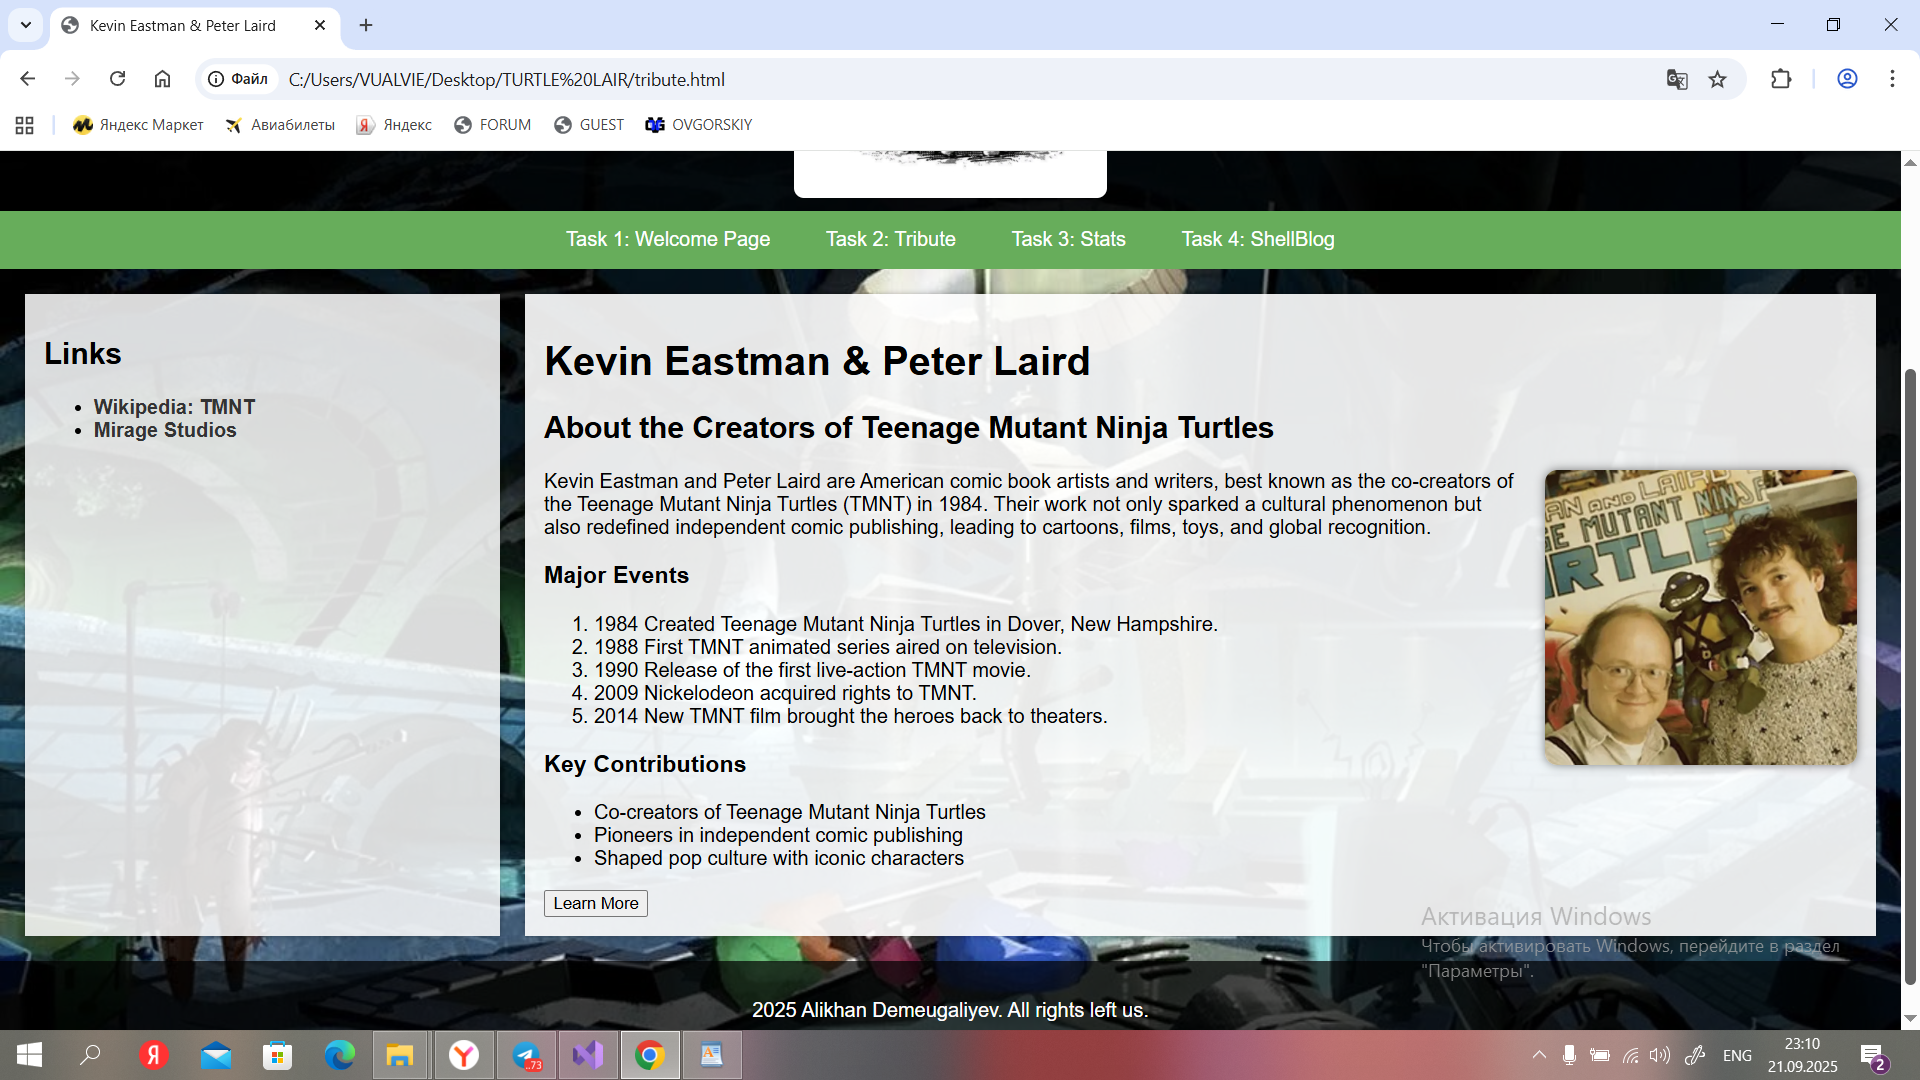 Kevin Eastman & Peter Laird
Файл
C:/Users/VUALVIE/Desktop/TURTLE%20LAIR/tribute.html
Яндекс Маркет
Авиабилеты
Яндекс
FORUM
GUEST
OVGORSKIY
Task 1: Welcome Page
Task 2: Tribute
Task 3: Stats
Task 4: ShellBlog
Links
Wikipedia: TMNT
Mirage Studios
Kevin Eastman & Peter Laird
About the Creators of Teenage Mutant Ninja Turtles
Kevin Eastman and Peter Laird are American comic book artists and writers, best known as the co-creators of
the Teenage Mutant Ninja Turtles (TMNT) in 1984. Their work not only sparked a cultural phenomenon but
also redefined independent comic publishing, leading to cartoons, films, toys, and global recognition.
Major Events
1. 1984 Created Teenage Mutant Ninja Turtles in Dover, New Hampshire.
2. 1988 First TMNT animated series aired on television.
3. 1990 Release of the first live-action TMNT movie.
4. 2009 Nickelodeon acquired rights to TMNT.
5. 2014 New TMNT film brought the heroes back to theaters.
Key Contributions
Co-creators of Teenage Mutant Ninja Turtles
Pioneers in independent comic publishing
Shaped pop culture with iconic characters
Learn More
AN AND LAIRD
MUTANT NINJ
Активация Windows
Чтобы активировать Windows, перейдите в раздел
"Параметры".
2025 Alikhan Demeugaliyev. All rights left us.
..73
ENG
23:10
21.09.2025
2